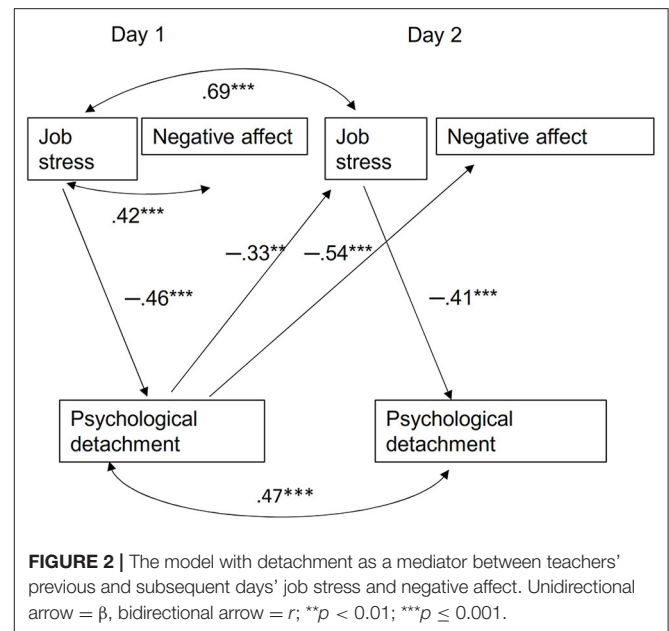 Day 1 Day 2
.69***
Job Negative affect Job Negative affect
stress stress
.42***
–.33** –.54***
–.46*** –.41***
Psychological Psychological
detachment detachment
.47***
FIGURE 2 | The model with detachment as a mediator between teachers’
previous and subsequent days’ job stress and negative affect. Unidirectional
arrow = β, bidirectional arrow = r; **p < 0.01; ***p ≤ 0.001.